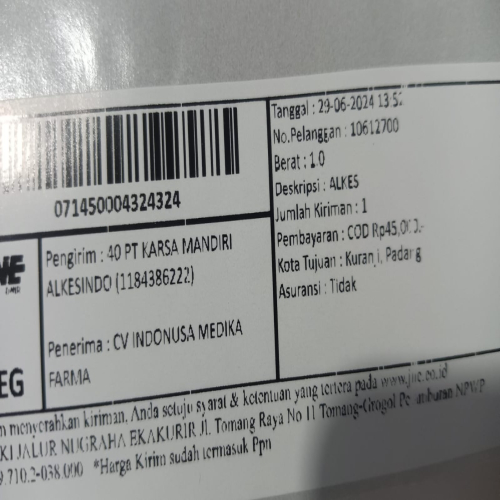 071450004324324
Tanggal : 29-06-2024 13:52
No.Pelanggan : 10612700
Berat : 1.0
Deskripsi : ALKES
Jumlah Kiriman : 1
Pembayaran : COD Rp45,000,-
Kota Tujuan : Kuranji, Padang
Asuransi : Tidak
Pengirim : 40 PT KARSA MANDIRI
ALKESINDO (1184386222)
Penerima : CV INDONUSA MEDIKA
FARMA
EG
menyerahkan kiriman. Anda setuju syarat & ketentuan yang tertera pada www.jne.co.id
KI JALUR NUGRAHA EKAKURIR Jl. Tomang Raya No 11 Tomang-Grogol NPWP
9.710.2-038.000 *Harga Kirim sudah termasuk Ppn